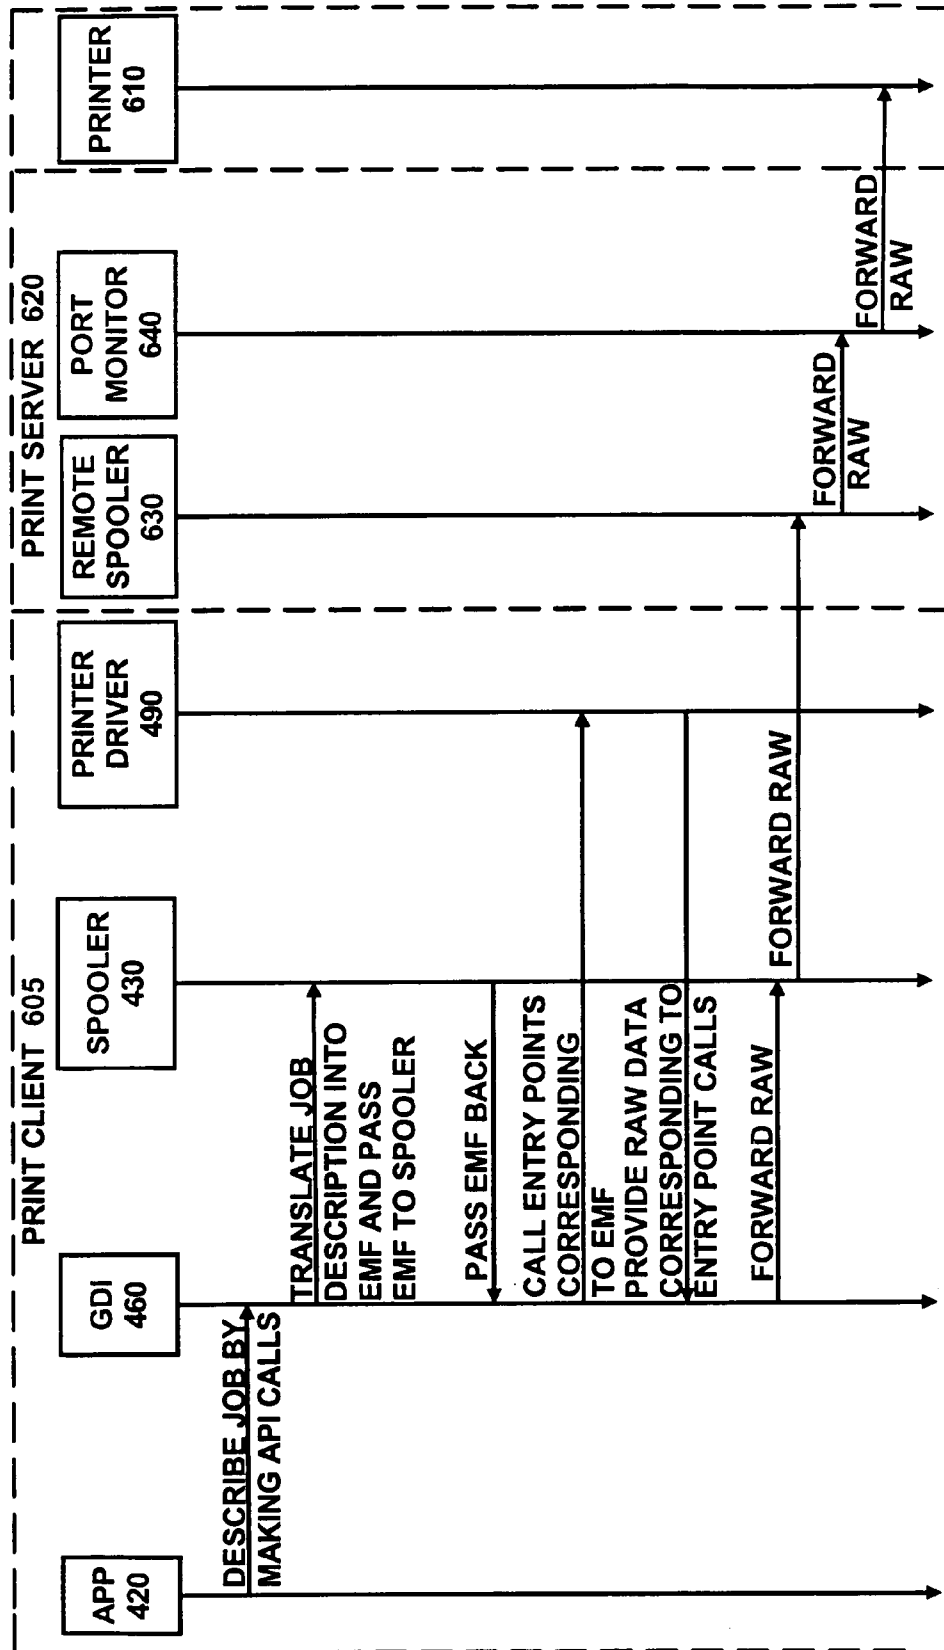 PRINT CLIENT 605
PRINT SERVER 620
APP
420
GDI
460
SPOOLER
430
PRINTER
DRIVER
490
REMOTE
SPOOLER
630
PORT
MONITOR
640
PRINTER
610
DESCRIBE JOB BY
MAKING API CALLS
TRANSLATE JOB
DESCRIPTION INTO
EMF AND PASS
EMF TO SPOOLER
PASS EMF BACK
CALL ENTRY POINTS
CORRESPONDING
TO EMF
PROVIDE RAW DATA
CORRESPONDING TO
ENTRY POINT CALLS
FORWARD RAW
FORWARD RAW
FORWARD
RAW
FORWARD
RAW